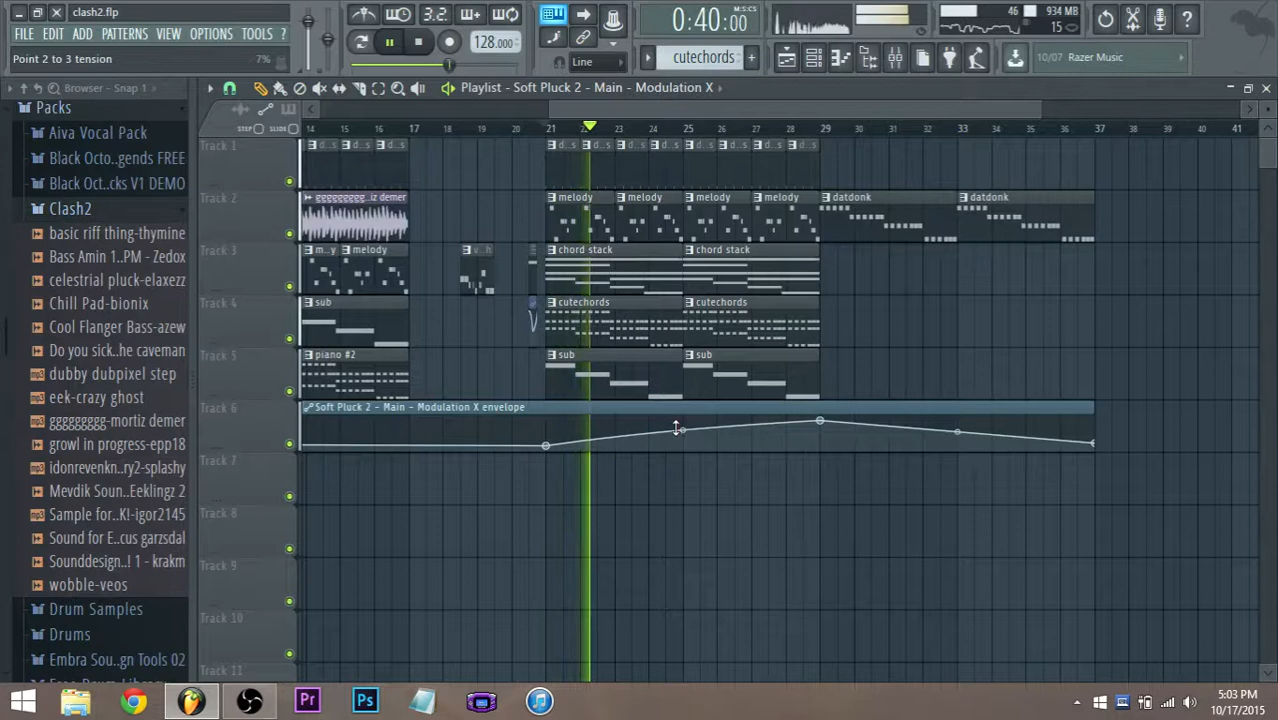 clash2.flp
FILE EDIT ADD PATTERNS VIEW OPTIONS TOOLS ?
Point 2 to 3 tension 7%
3.2
128.000
0:40:00
M:S:CS
46
934 MB
15
Line
cutechords
10/07 Razer Music
Browser - Snap 1
Playlist - Soft Pluck 2 - Main - Modulation X
STEP SLIDE
14 15 16 17 18 19 20 21 22 23 24 25 26 27 28 29 30 31 32 33 34 35 36 37 38 39 40 41
Packs
Aiva Vocal Pack
Black Octo..gends FREE
Black Oct..cks V1 DEMO
Clash2
basic riff thing-thymine
Bass Amin 1..PM - Zedox
celestrial pluck-elaxezz
Chill Pad-bionix
Cool Flanger Bass-azew
Do you sick..he caveman
dubby dubpixel step
eek-crazy ghost
ggggggggg-mortiz demer
growl in progress-epp18
idonrevenkn..ry2-splashy
Mevdik Soun..Eeklingz 2
Sample for..K!-igor2145
Sound for E..cus garzsdal
Sounddesign..! 1 - krakm
wobble-veos
Drum Samples
Drums
Embra Sou..gn Tools 02
Track 1
d..s d..s d..s d..s d..s d..s d..s d..s d..s d..s d..s
Track 2
ggggggggg..iz demer
melody melody melody melody datdonk datdonk
Track 3
m..y melody chord stack chord stack
Track 4
sub cutechords cutechords
Track 5
piano #2 sub sub
Track 6
Soft Pluck 2 - Main - Modulation X envelope
Track 7
Track 8
Track 9
Track 10
Track 11
Pr
Ps
5:03 PM
10/17/2015